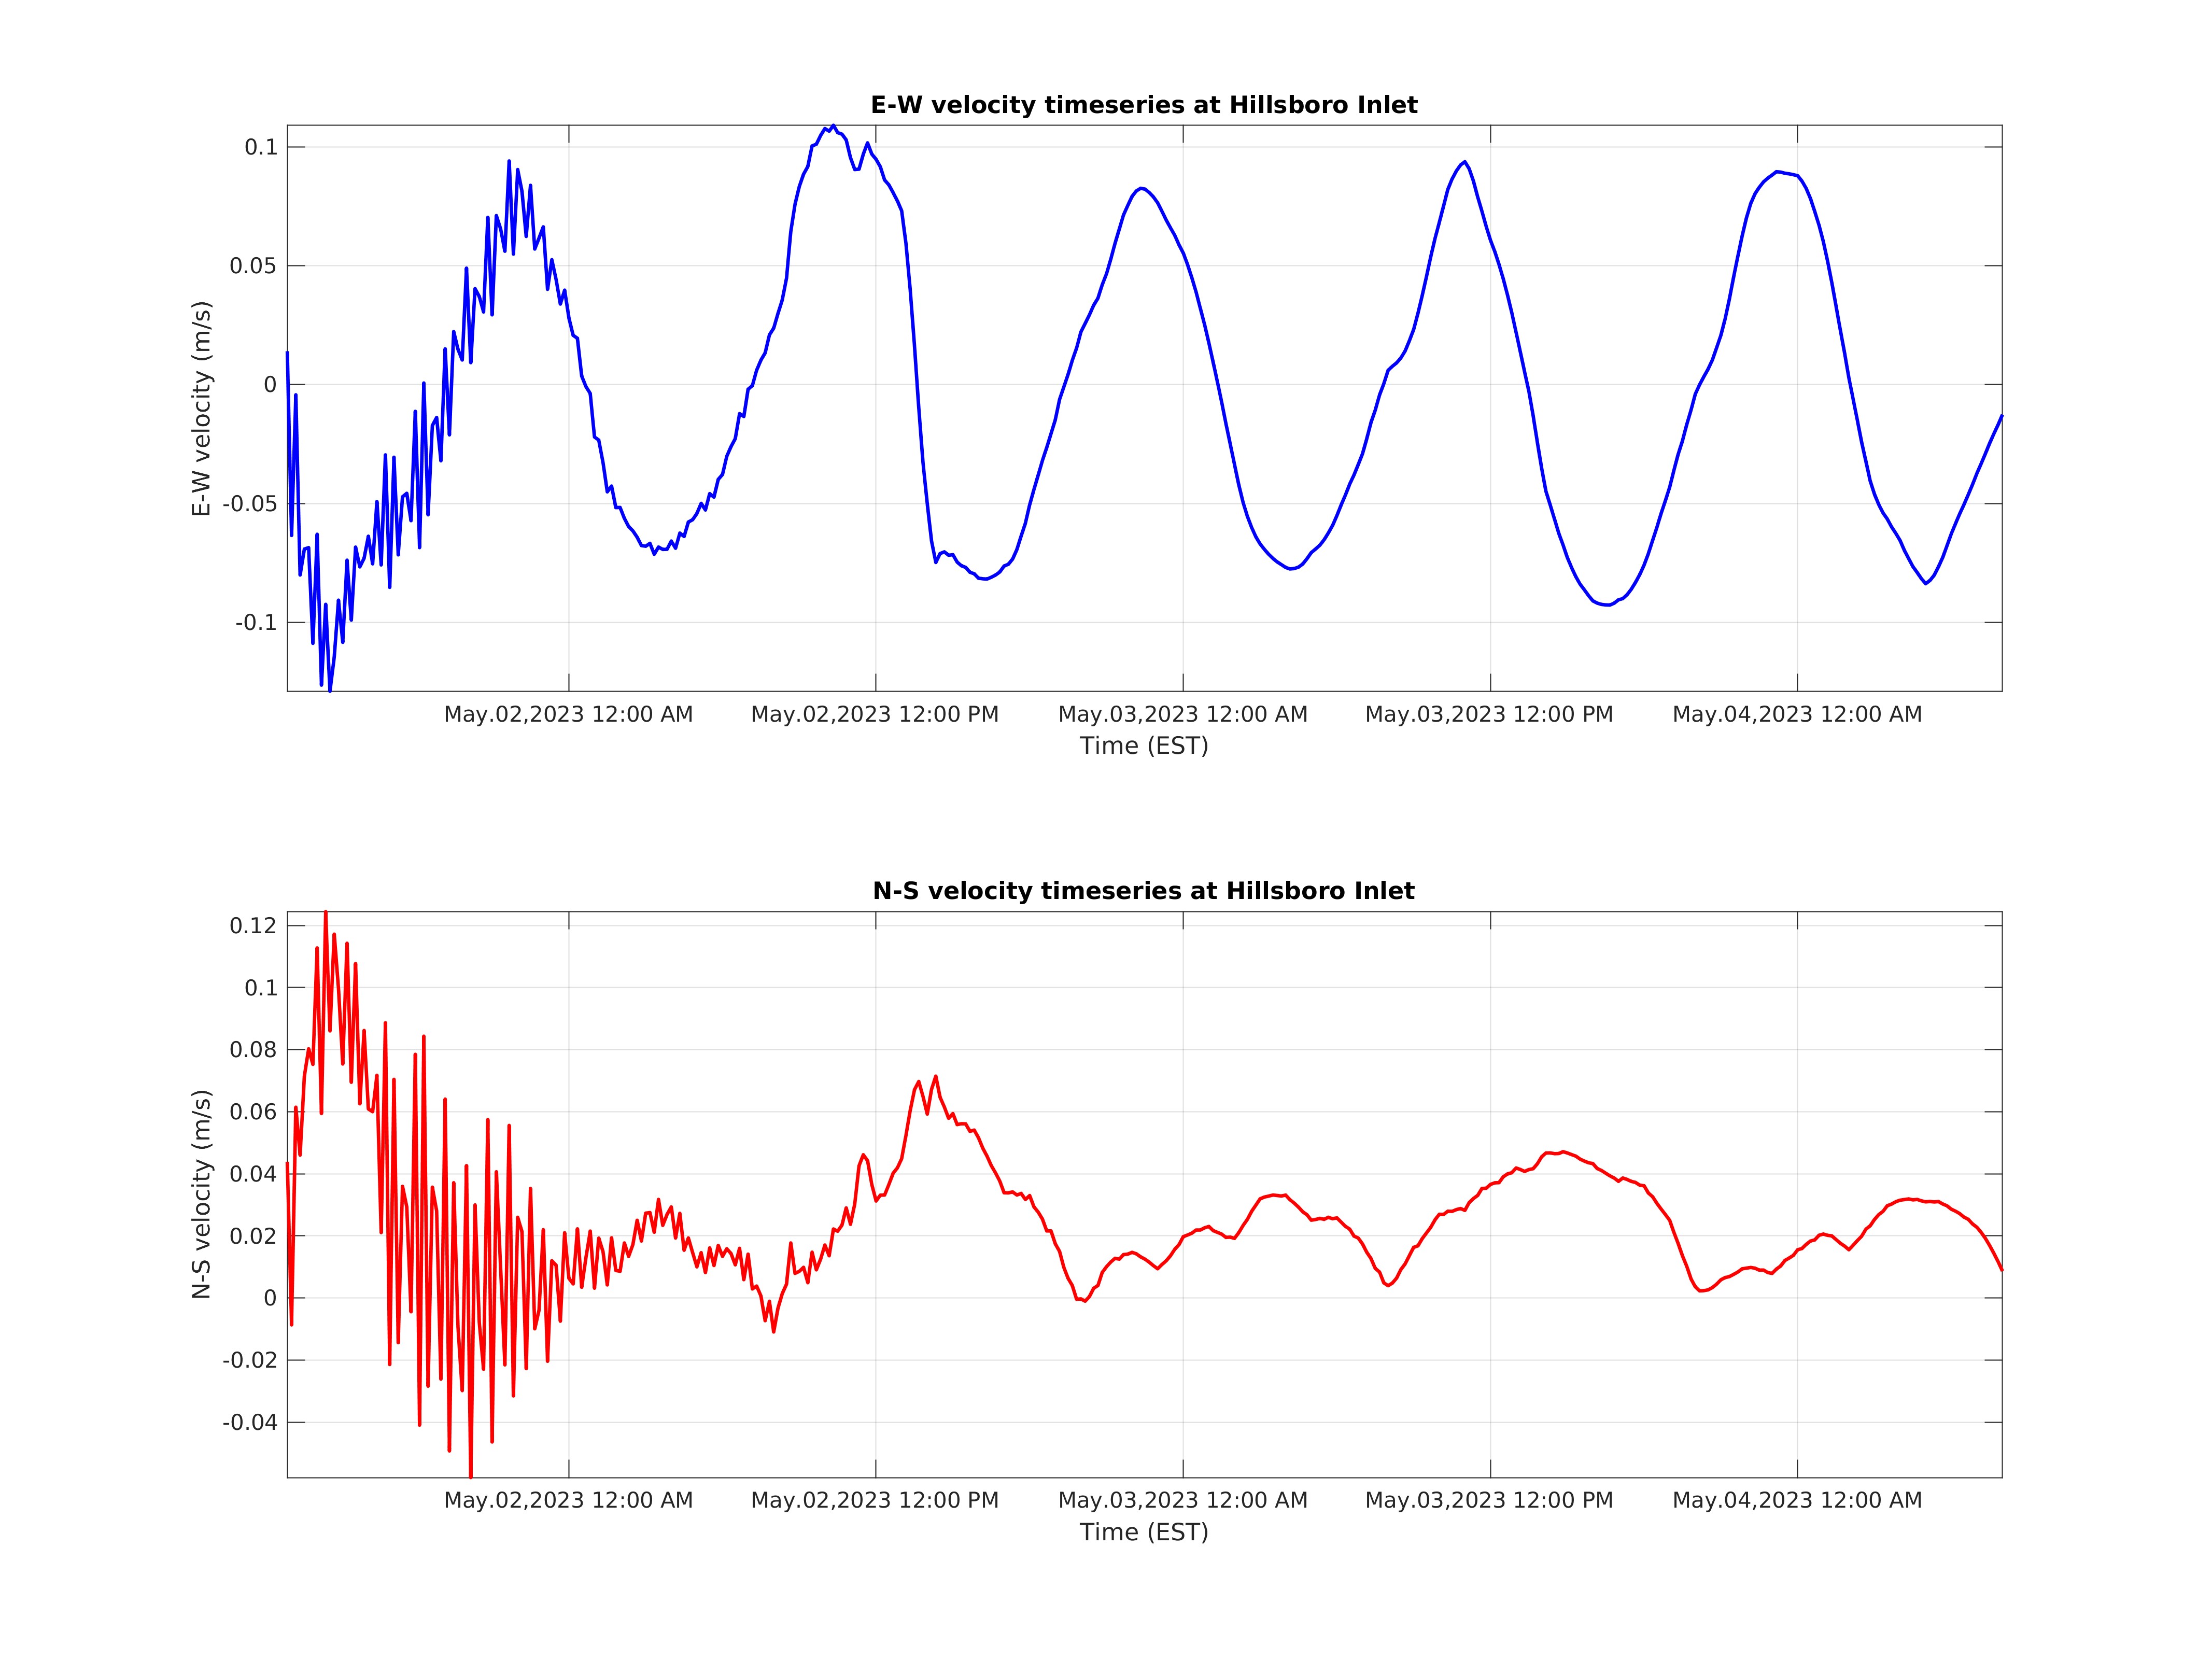 E-W velocity timeseries at Hillsboro Inlet
E-W velocity (m/s)
0.1
0.05
0
-0.05
-0.1
May.02,2023 12:00 AM
May.02,2023 12:00 PM
May.03,2023 12:00 AM
May.03,2023 12:00 PM
May.04,2023 12:00 AM
Time (EST)
N-S velocity timeseries at Hillsboro Inlet
N-S velocity (m/s)
0.12
0.1
0.08
0.06
0.04
0.02
0
-0.02
-0.04
May.02,2023 12:00 AM
May.02,2023 12:00 PM
May.03,2023 12:00 AM
May.03,2023 12:00 PM
May.04,2023 12:00 AM
Time (EST)